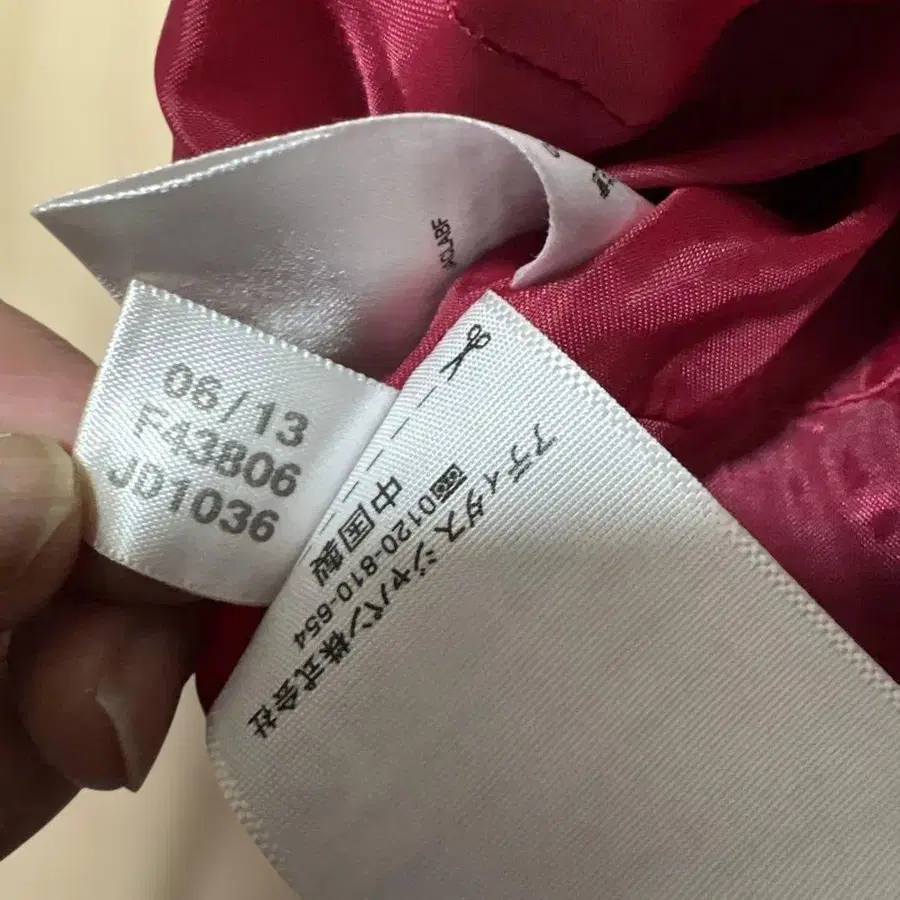 ACLABF
06/13
F43806
JD1036
アディダス ジャパン株式会社
0120-810-654
中国製